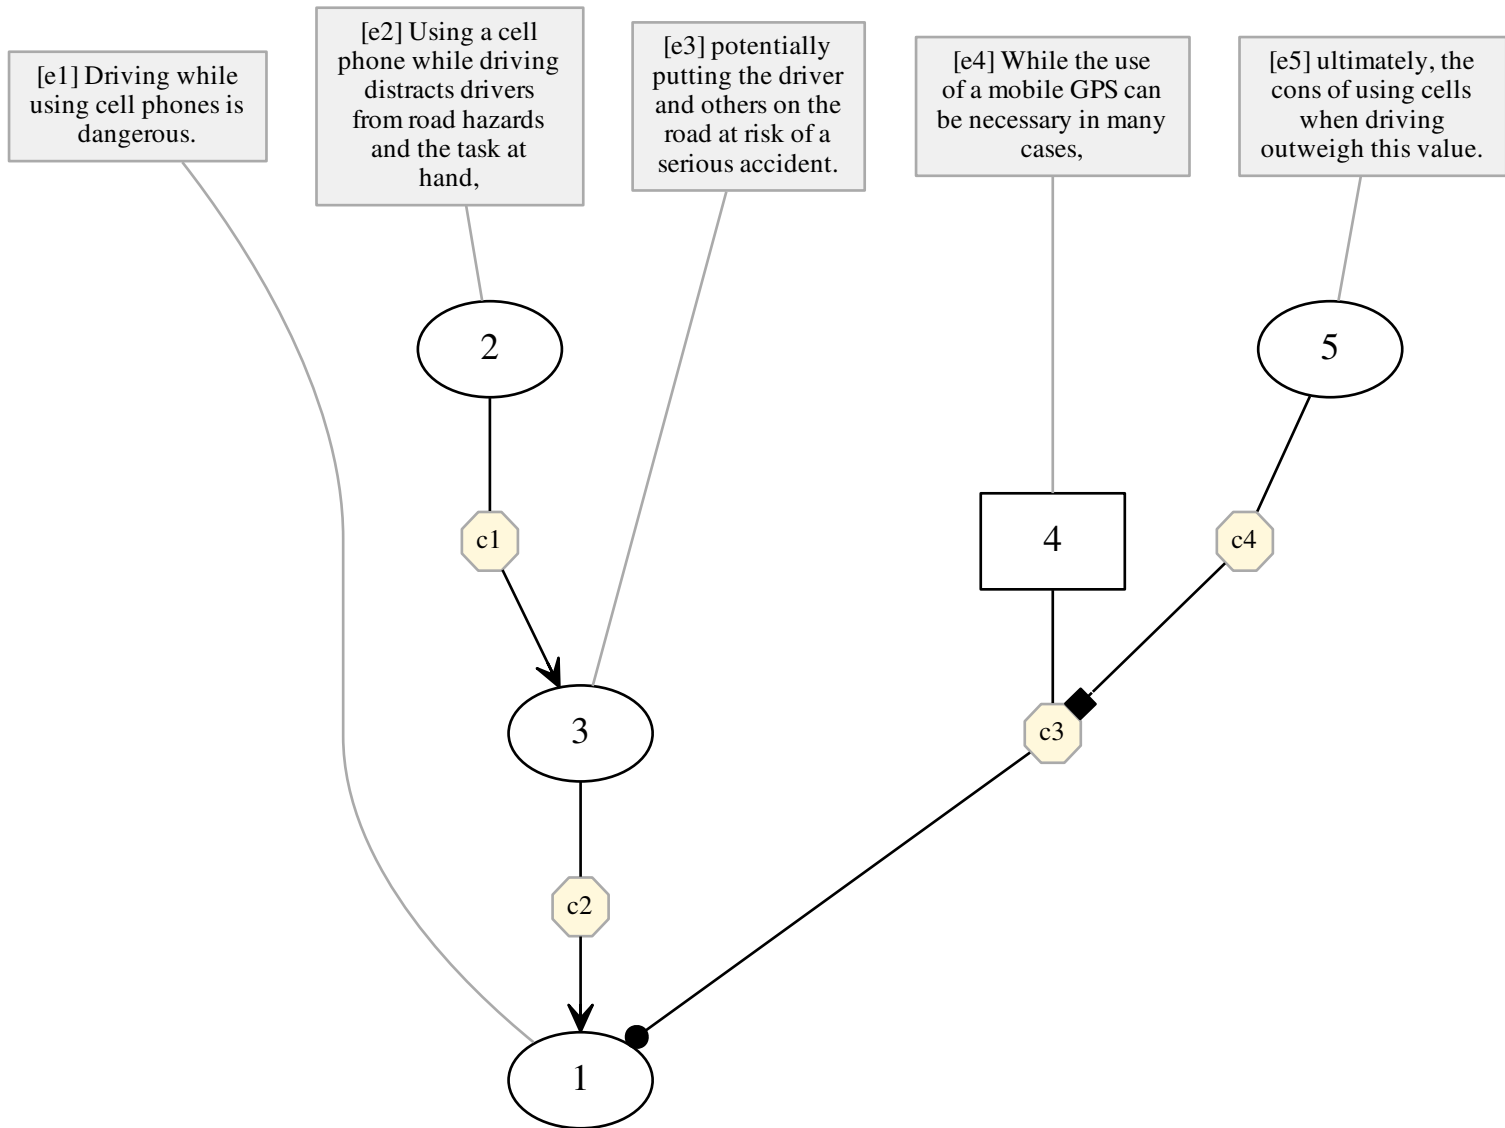 [e1] Driving while
using cell phones is
dangerous.
[e2] Using a cell
phone while driving
distracts drivers
from road hazards
and the task at
hand,
[e3] potentially
putting the driver
and others on the
road at risk of a
serious accident.
[e4] While the use
of a mobile GPS can
be necessary in many
cases,
[e5] ultimately, the
cons of using cells
when driving
outweigh this value.
2
5
c1
4
c4
3
c3
c2
1